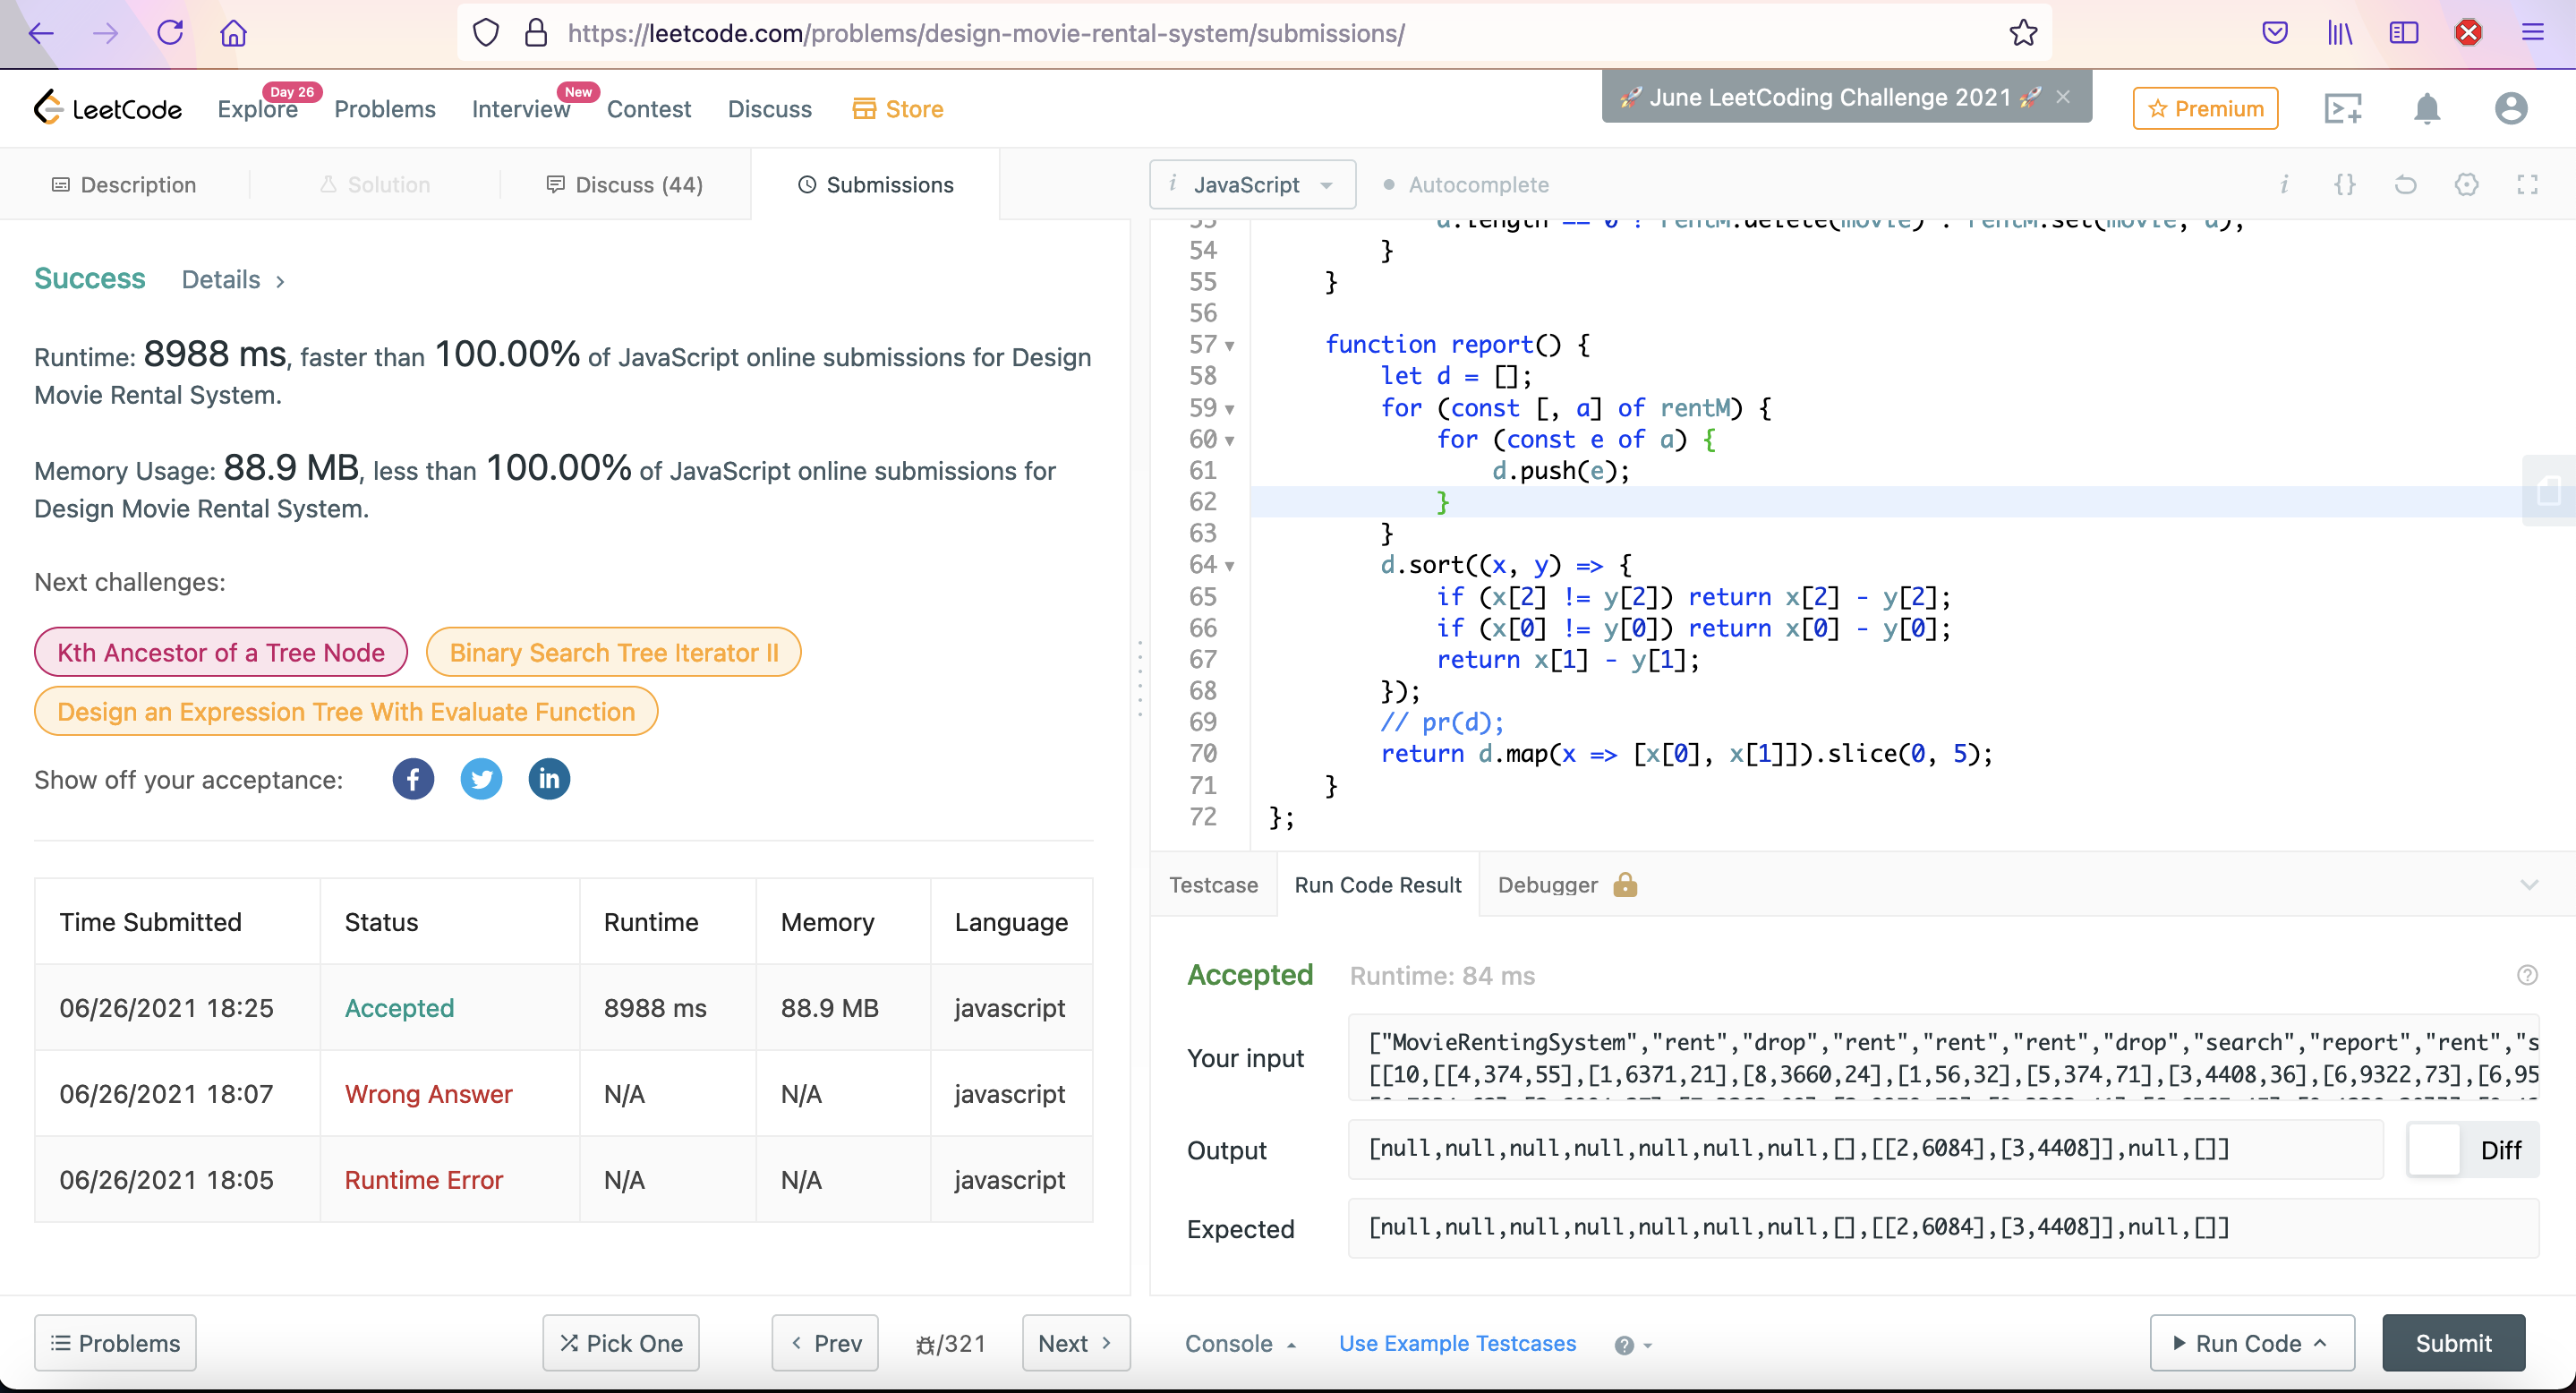 https://leetcode.com/problems/design-movie-rental-system/submissions/
LeetCode
Explore
Day 26
Problems
Interview
New
Contest
Discuss
Store
🚀 June LeetCoding Challenge 2021 🚀 ×
Premium
Description
Solution
Discuss (44)
Submissions
i JavaScript
Autocomplete
Success Details >
Runtime: 8988 ms, faster than 100.00% of JavaScript online submissions for Design
Movie Rental System.
Memory Usage: 88.9 MB, less than 100.00% of JavaScript online submissions for
Design Movie Rental System.
Next challenges:
Kth Ancestor of a Tree Node
Binary Search Tree Iterator II
Design an Expression Tree With Evaluate Function
Show off your acceptance:
Time Submitted Status Runtime Memory Language
06/26/2021 18:25 Accepted 8988 ms 88.9 MB javascript
06/26/2021 18:07 Wrong Answer N/A N/A javascript
06/26/2021 18:05 Runtime Error N/A N/A javascript
Problems
Pick One
< Prev
/321
Next >
53 a.length == 0 ? rentM.delete(movie) : rentM.set(movie, a);
54 }
55 }
56
57 function report() {
58 let d = [];
59 for (const [, a] of rentM) {
60 for (const e of a) {
61 d.push(e);
62 }
63 }
64 d.sort((x, y) => {
65 if (x[2] != y[2]) return x[2] - y[2];
66 if (x[0] != y[0]) return x[0] - y[0];
67 return x[1] - y[1];
68 });
69 // pr(d);
70 return d.map(x => [x[0], x[1]]).slice(0, 5);
71 }
72 };
Testcase
Run Code Result
Debugger
Accepted Runtime: 84 ms
Your input
["MovieRentingSystem","rent","drop","rent","rent","rent","drop","search","report","rent","s
[[10,[[4,374,55],[1,6371,21],[8,3660,24],[1,56,32],[5,374,71],[3,4408,36],[6,9322,73],[6,95
Output
[null,null,null,null,null,null,null,[],[[2,6084],[3,4408]],null,[]]
Diff
Expected
[null,null,null,null,null,null,null,[],[[2,6084],[3,4408]],null,[]]
Console
Use Example Testcases
Run Code
Submit